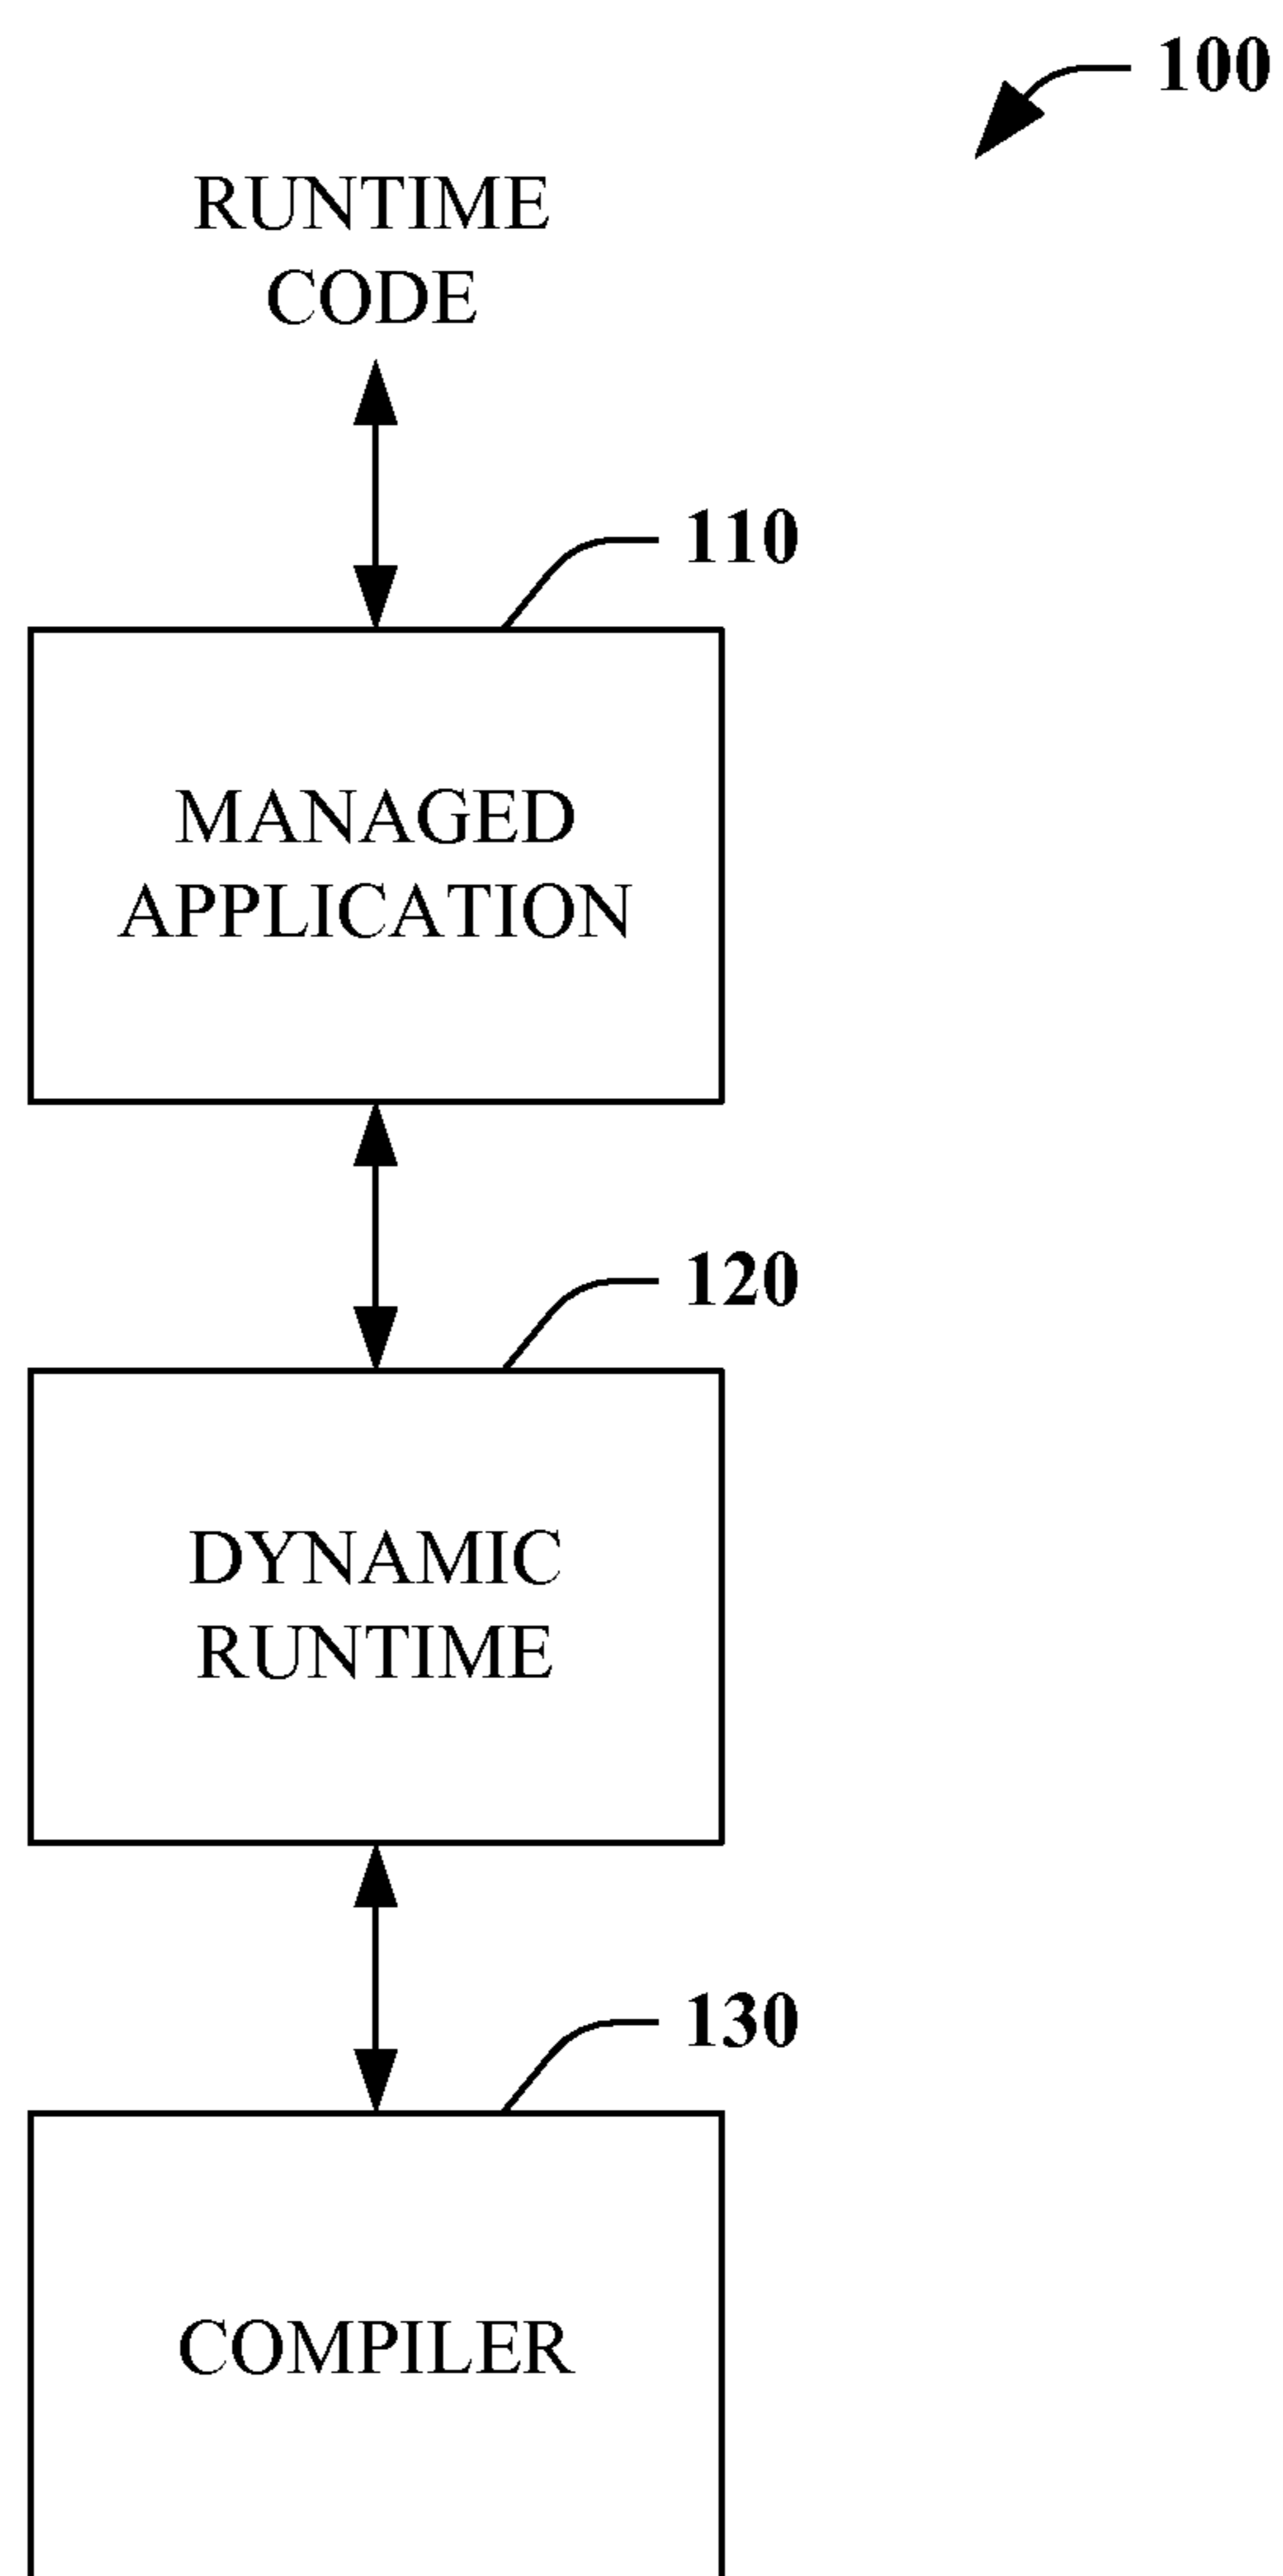 100
RUNTIME
CODE
110
MANAGED
APPLICATION
120
DYNAMIC
RUNTIME
130
COMPILER